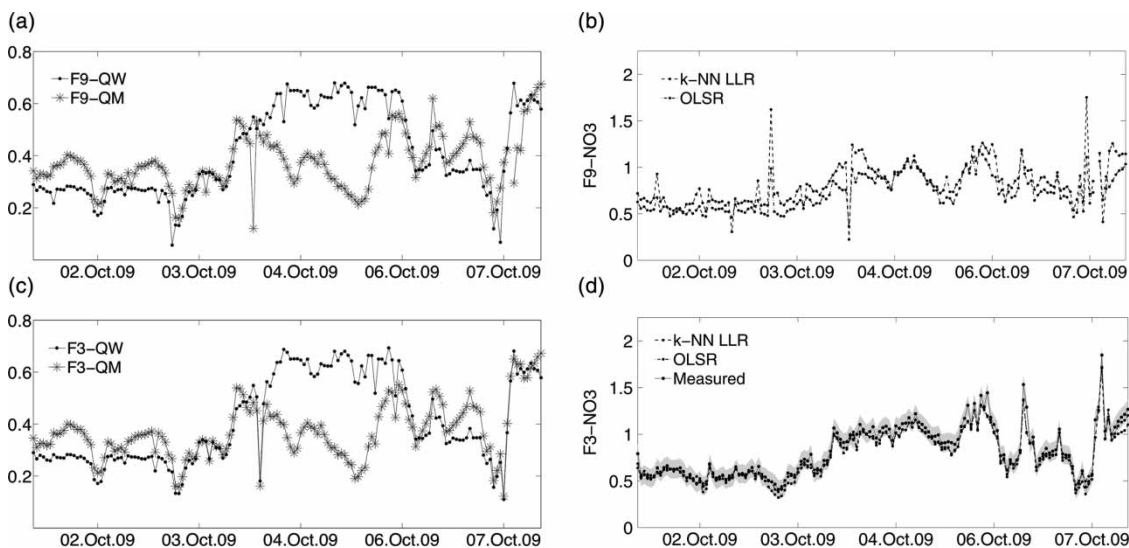 (a)
0.8
0.6
0.4
0.2
F9-QW
F9-QM
02.Oct.09 03.Oct.09 04.Oct.09 06.Oct.09 07.Oct.09
(b)
2
1.5
1
0.5
0
F9-NO3
k-NN LLR
OLSR
02.Oct.09 03.Oct.09 04.Oct.09 06.Oct.09 07.Oct.09
(c)
0.8
0.6
0.4
0.2
F3-QW
F3-QM
02.Oct.09 03.Oct.09 04.Oct.09 06.Oct.09 07.Oct.09
(d)
2
1.5
1
0.5
0
F3-NO3
k-NN LLR
OLSR
Measured
02.Oct.09 03.Oct.09 04.Oct.09 06.Oct.09 07.Oct.09